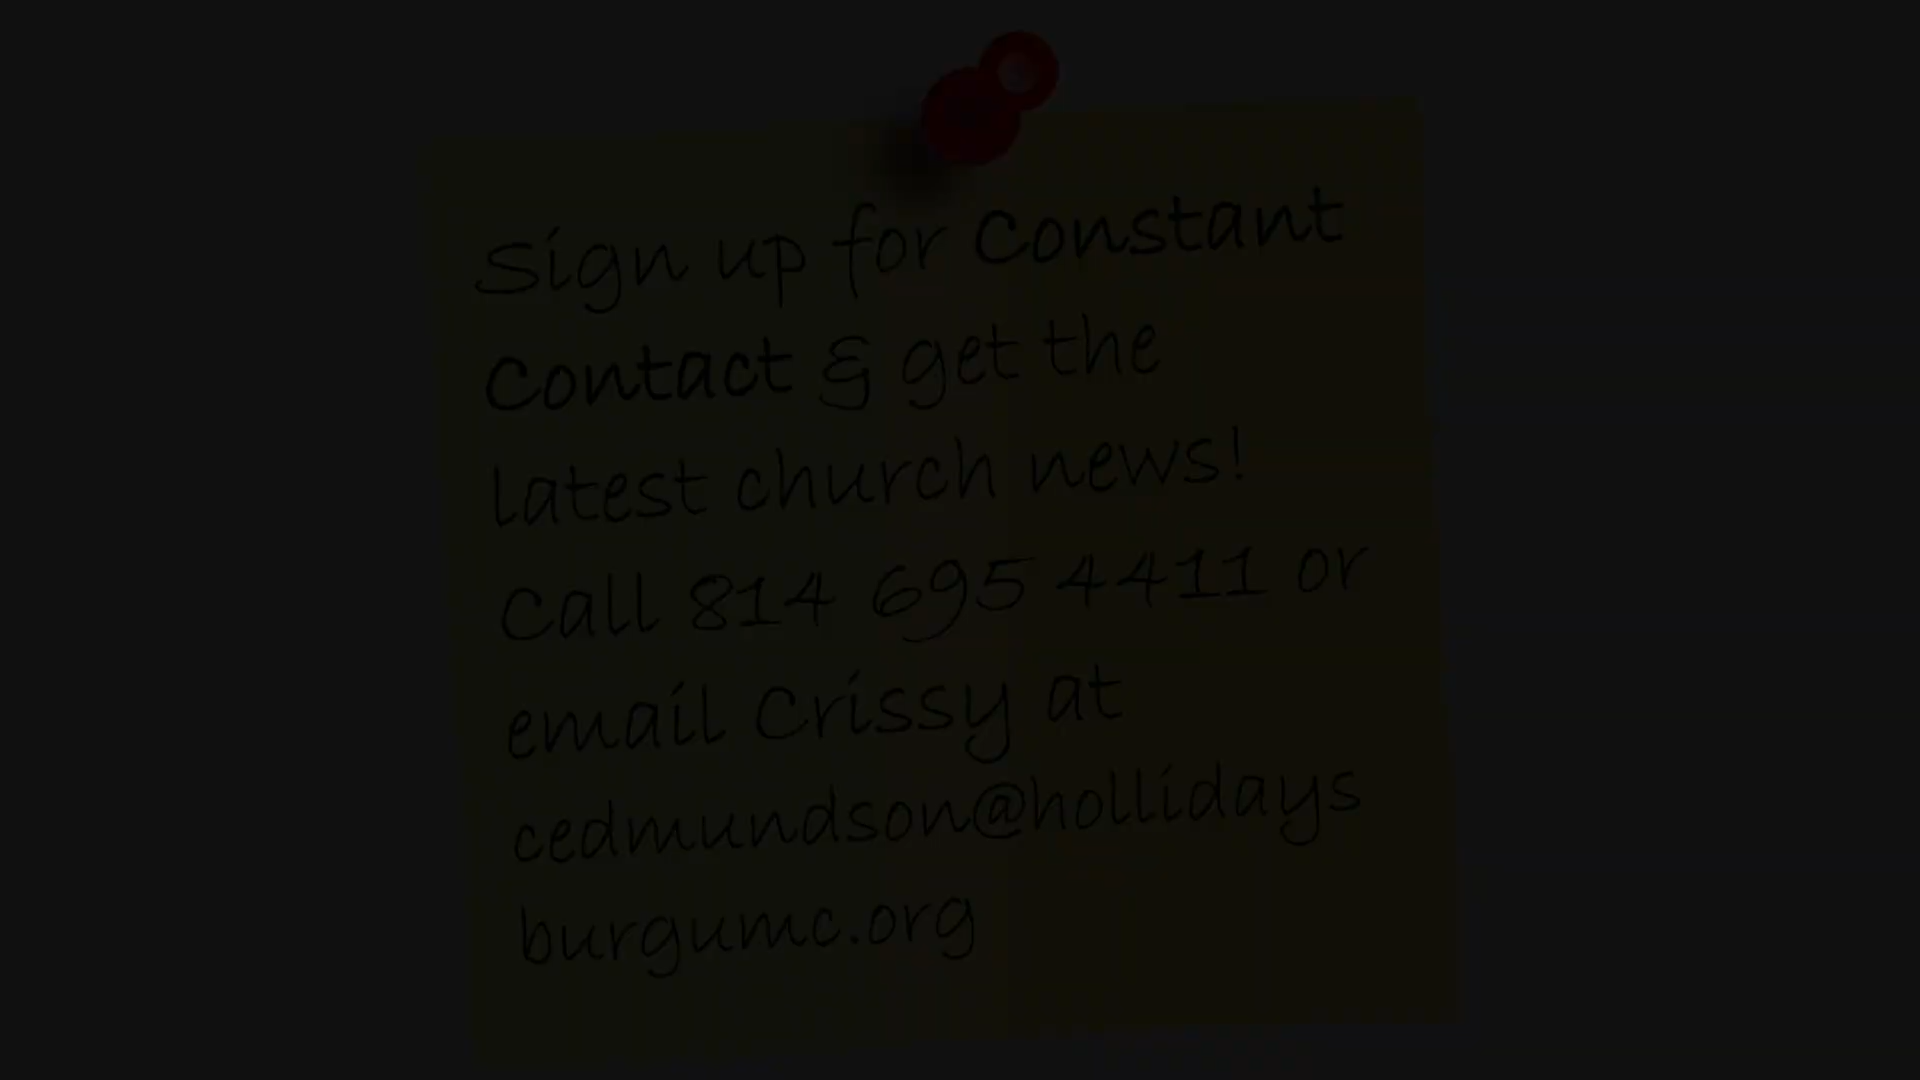 Sign up for Constant
Contact & get the
latest church news!
Call 814 695 4411 or
email Crissy at
cedmundson@hollidays
burgumc.org